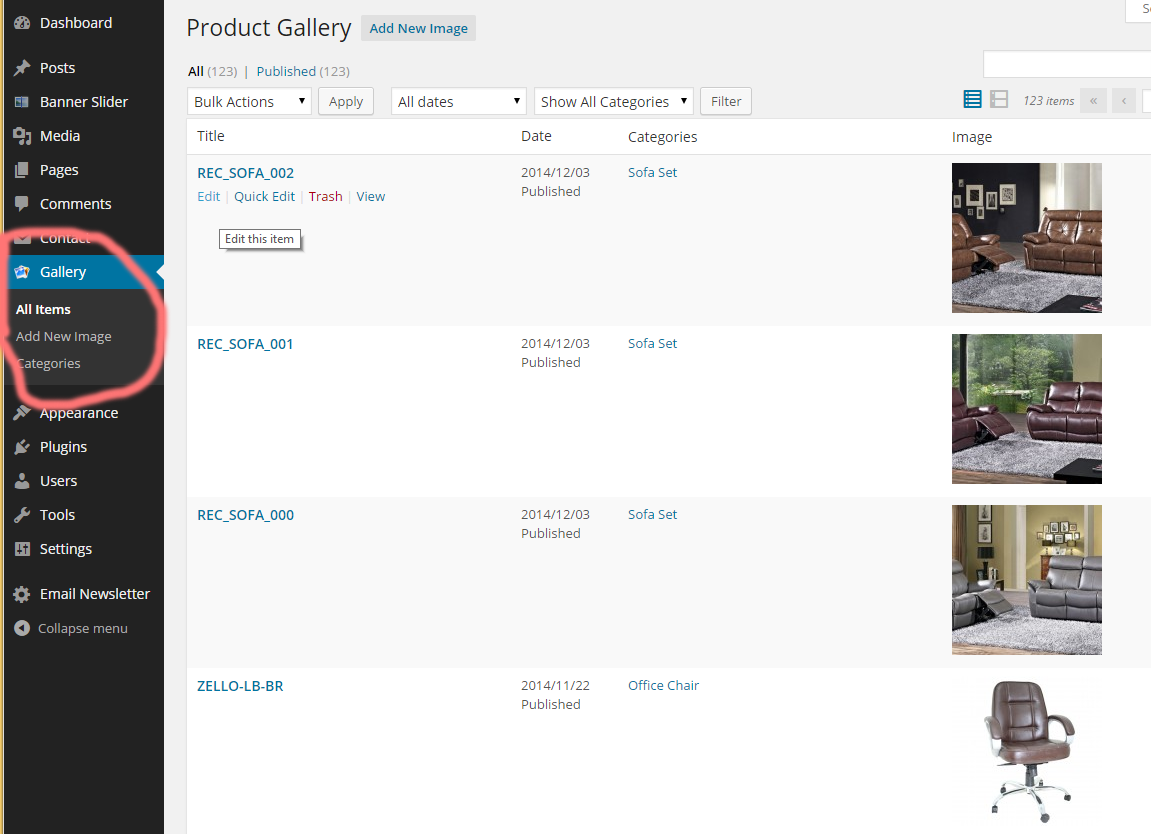 Dashboard
Posts
Banner Slider
Media
Pages
Comments
Contact
Gallery
All Items
Add New Image
Categories
Appearance
Plugins
Users
Tools
Settings
Email Newsletter
Collapse menu
Product Gallery Add New Image
All (123) | Published (123)
Bulk Actions Apply All dates Show All Categories Filter 123 items « ‹
Title Date Categories Image
REC_SOFA_002 2014/12/03 Sofa Set
Published
Edit | Quick Edit | Trash | View
Edit this item
REC_SOFA_001 2014/12/03 Sofa Set
Published
REC_SOFA_000 2014/12/03 Sofa Set
Published
ZELLO-LB-BR 2014/11/22 Office Chair
Published